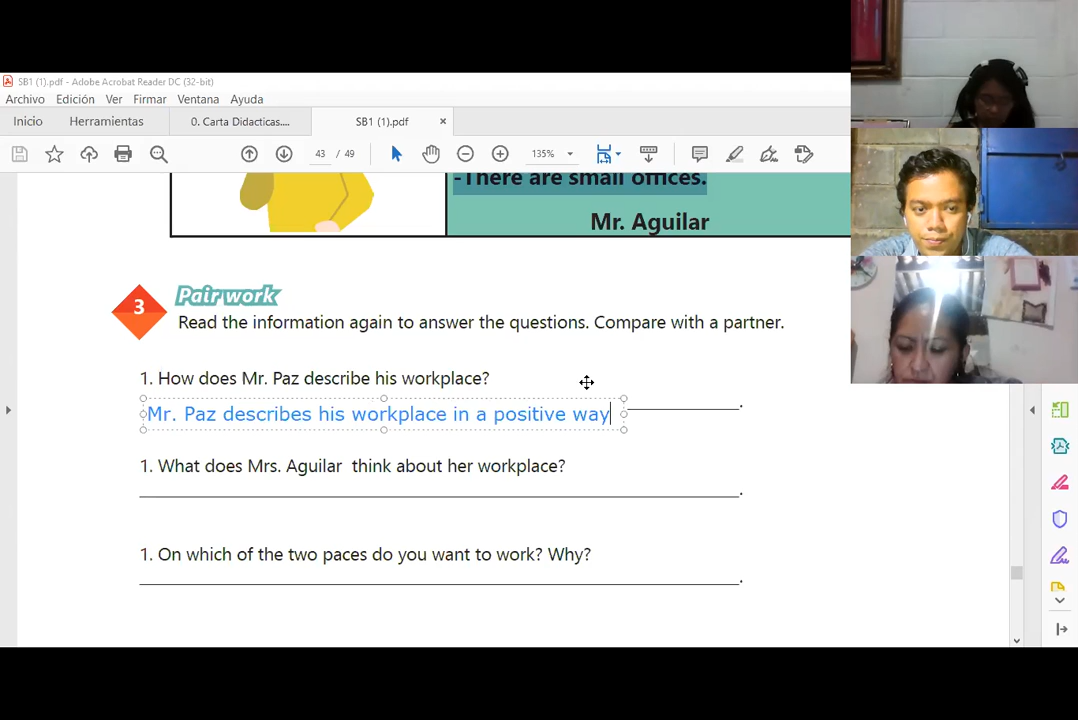 SB1 (1).pdf - Adobe Acrobat Reader DC (32-bit)
Archivo Edición Ver Firmar Ventana Ayuda
Inicio Herramientas 0. Carta Didacticas.... SB1 (1).pdf ×
43 / 49 135%
-There are small offices.
Mr. Aguilar
3 Pair work
Read the information again to answer the questions. Compare with a partner.
1. How does Mr. Paz describe his workplace?
Mr. Paz describes his workplace in a positive way
1. What does Mrs. Aguilar think about her workplace?
1. On which of the two paces do you want to work? Why?